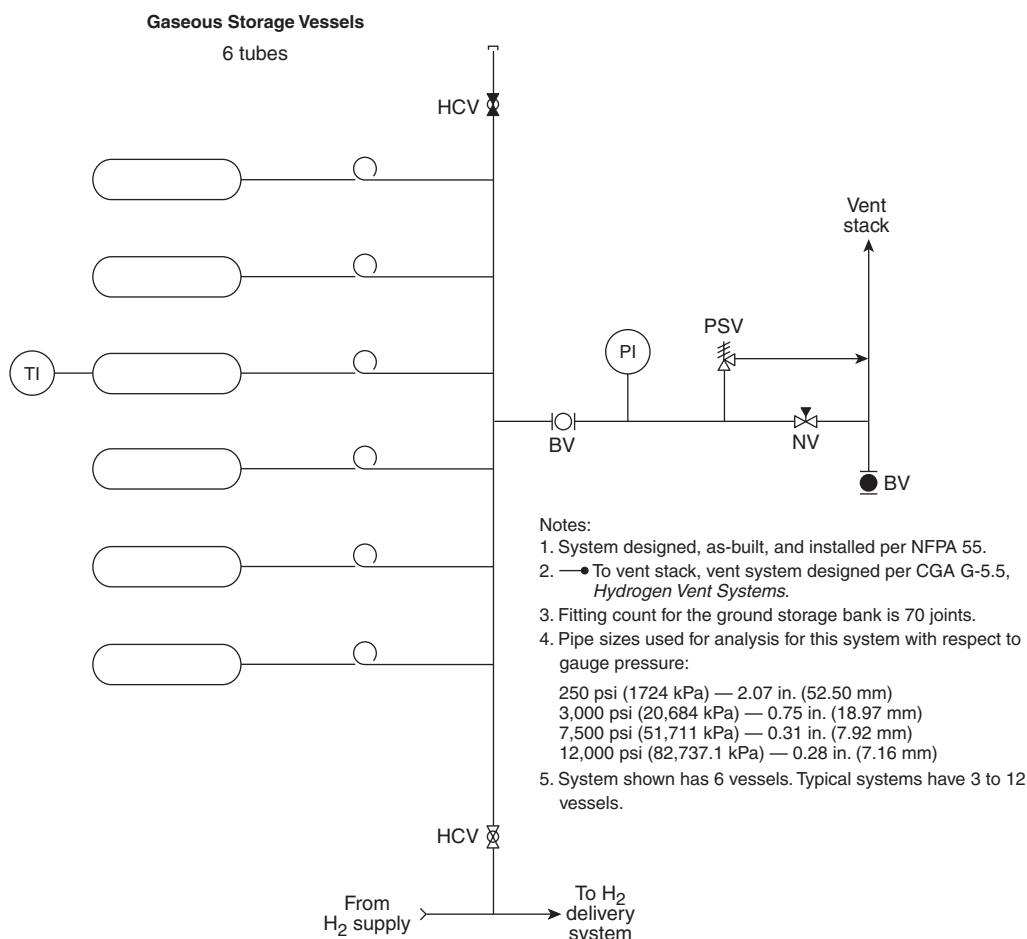 Gaseous Storage Vessels
6 tubes
HCV
Vent
stack
PSV
PI
TI
BV
NV
BV
Notes:
1. System designed, as-built, and installed per NFPA 55.
2. To vent stack, vent system designed per CGA G-5.5,
Hydrogen Vent Systems.
3. Fitting count for the ground storage bank is 70 joints.
4. Pipe sizes used for analysis for this system with respect to
gauge pressure:
250 psi (1724 kPa) — 2.07 in. (52.50 mm)
3,000 psi (20,684 kPa) — 0.75 in. (18.97 mm)
7,500 psi (51,711 kPa) — 0.31 in. (7.92 mm)
12,000 psi (82,737.1 kPa) — 0.28 in. (7.16 mm)
5. System shown has 6 vessels. Typical systems have 3 to 12
vessels.
HCV
From
H₂ supply
To H₂
delivery
system